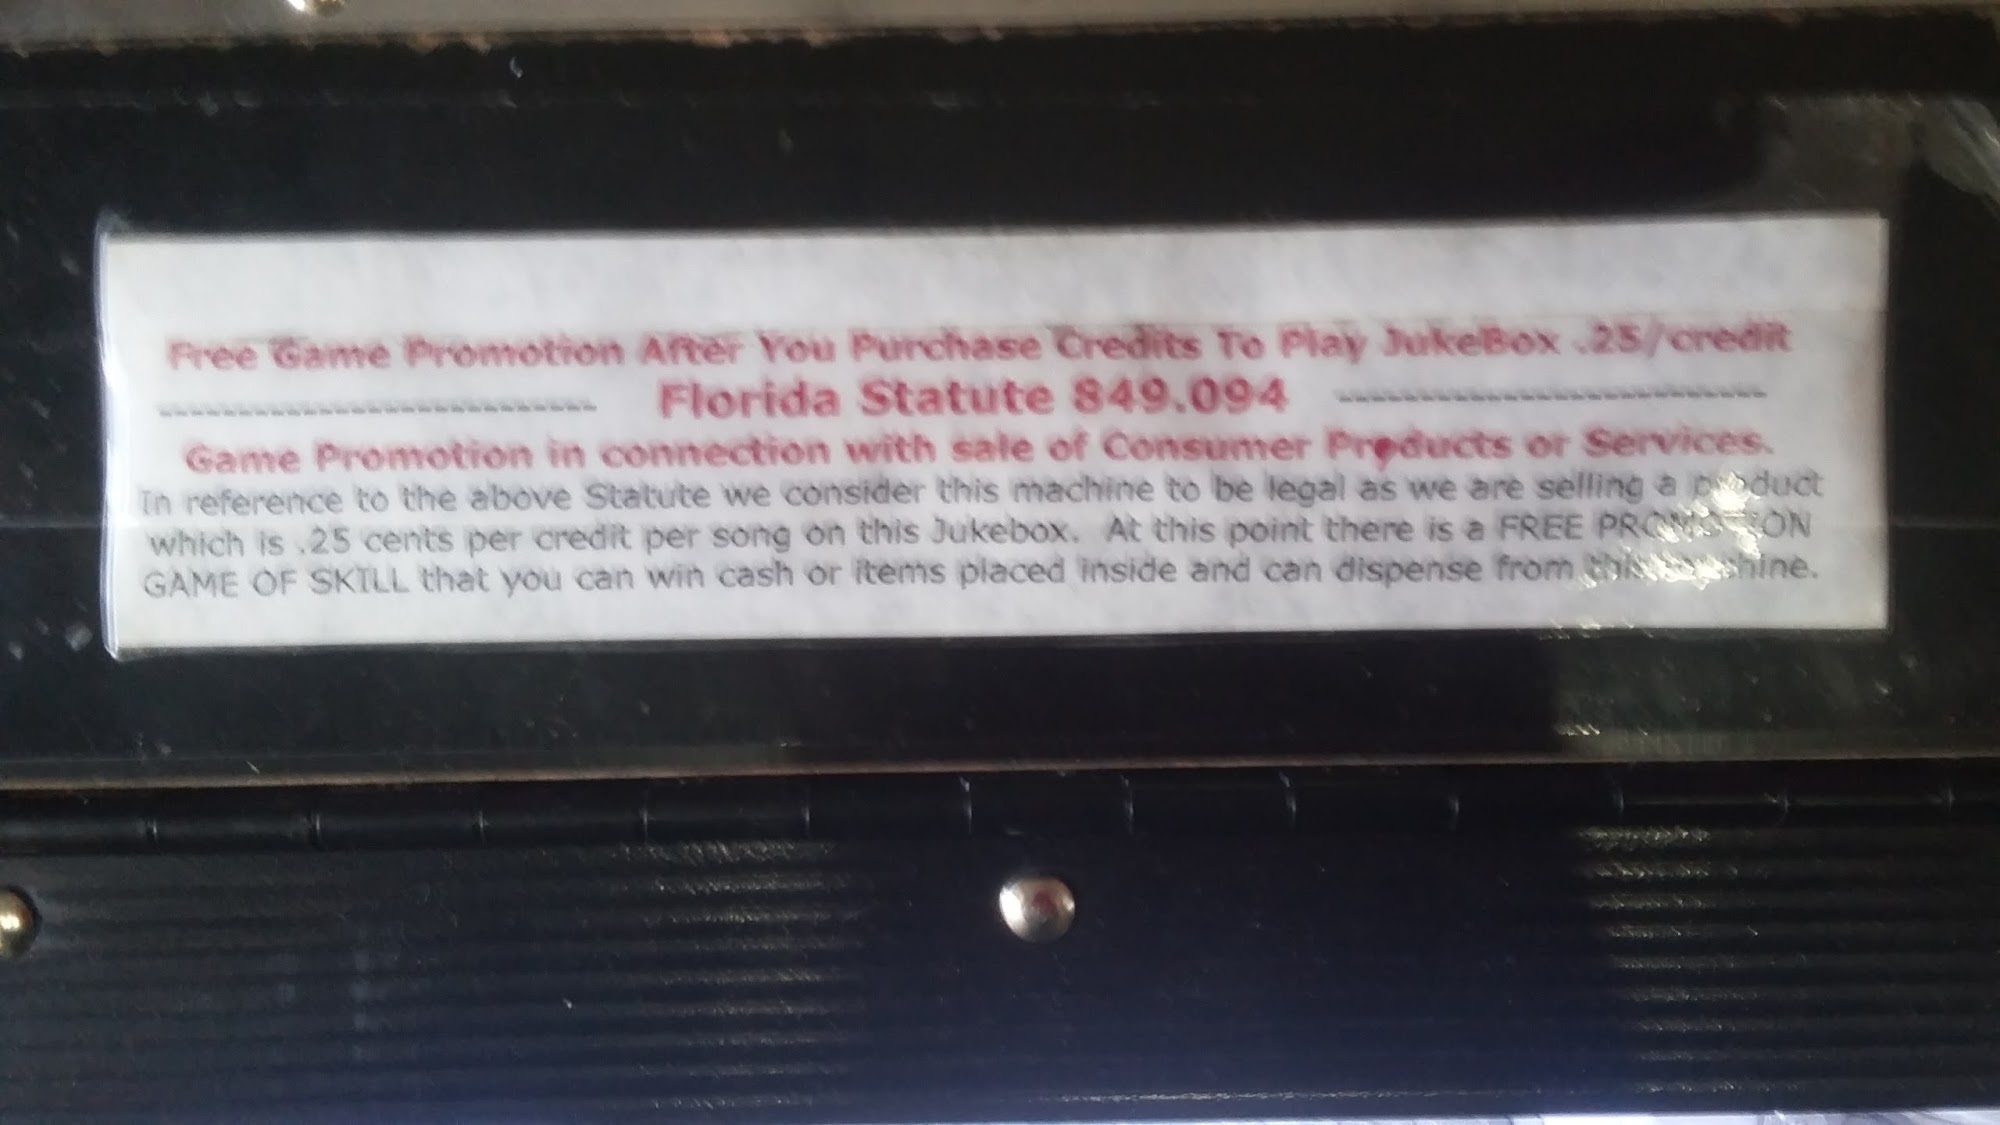 Free Game Promotion After You Purchase Credits To Play JukeBox .25/credit
---------------------------- Florida Statute 849.094 ----------------------------
Game Promotion in connection with sale of Consumer Products or Services.
In reference to the above Statute we consider this machine to be legal as we are selling a product
which is .25 cents per credit per song on this Jukebox. At this point there is a FREE PROMOTION
GAME OF SKILL that you can win cash or items placed inside and can dispense from this machine.